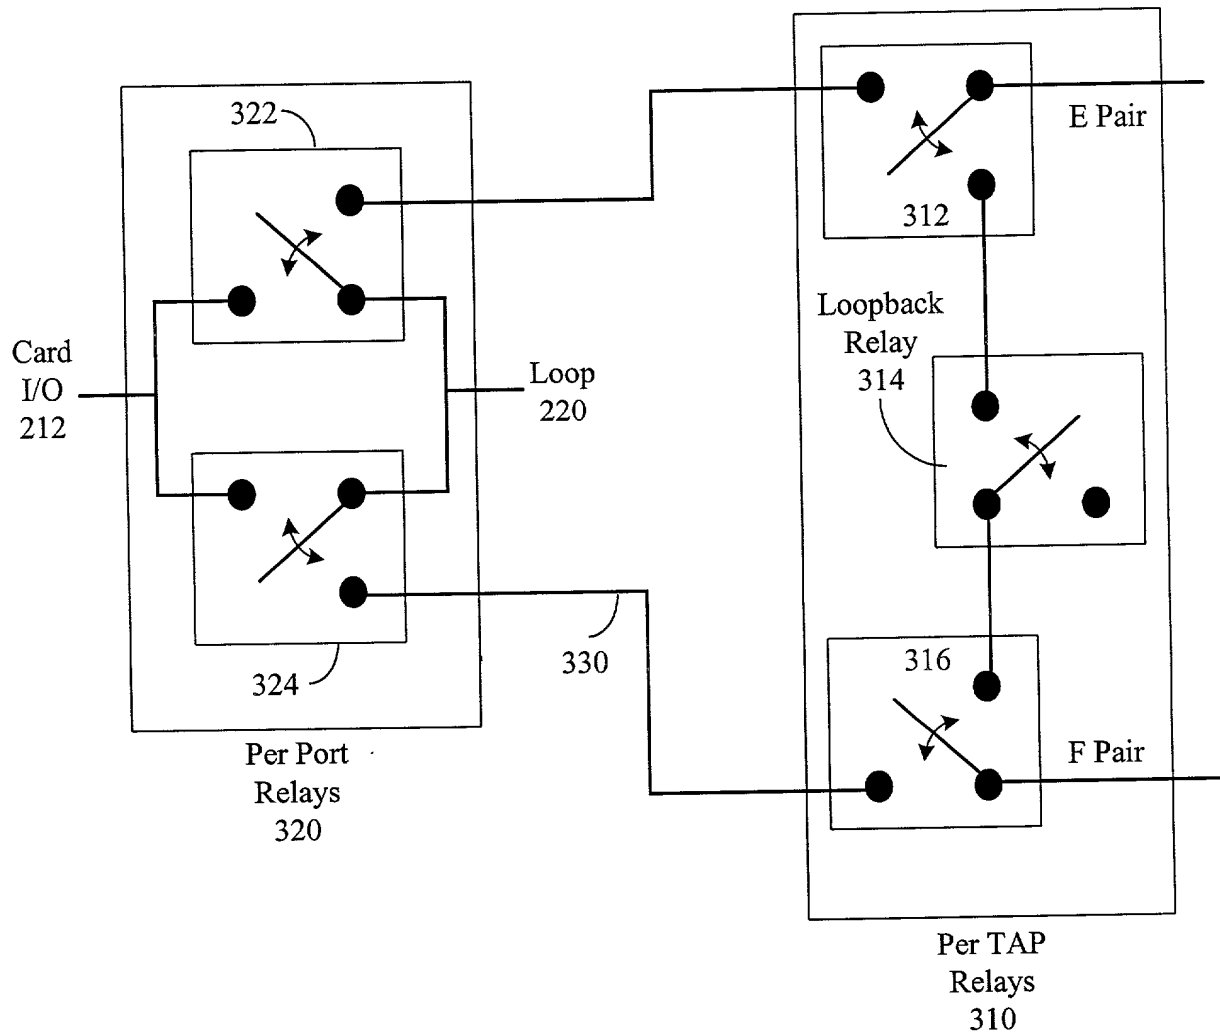 322
E Pair
312
Loopback
Relay
314
Card
I/O
212
Loop
220
330
316
324
F Pair
Per Port
Relays
320
Per TAP
Relays
310